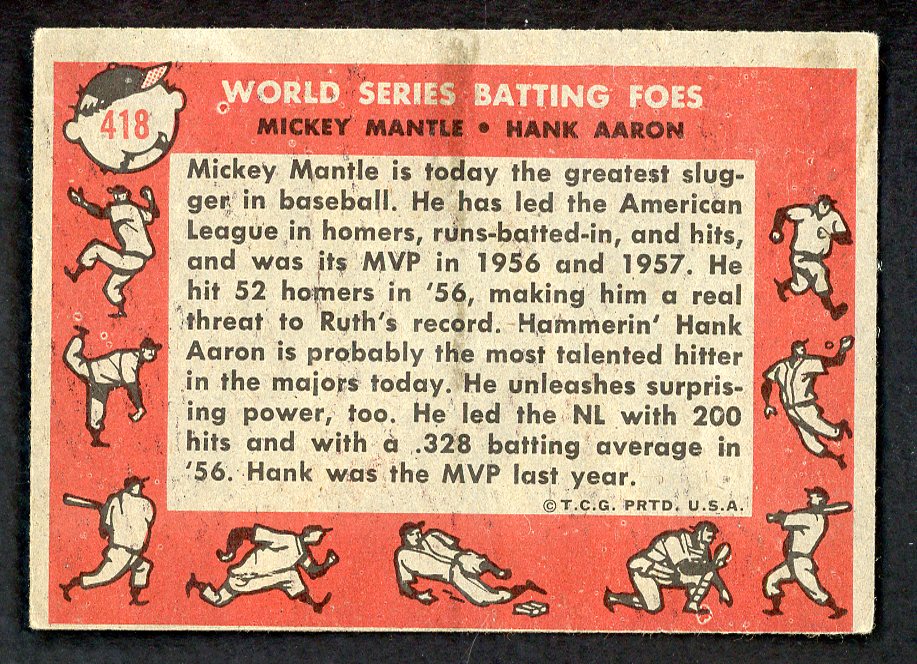 418
WORLD SERIES BATTING FOES
MICKEY MANTLE • HANK AARON
Mickey Mantle is today the greatest slug-
ger in baseball. He has led the American
League in homers, runs-batted-in, and hits,
and was its MVP in 1956 and 1957. He
hit 52 homers in '56, making him a real
threat to Ruth's record. Hammerin' Hank
Aaron is probably the most talented hitter
in the majors today. He unleashes surpris-
ing power, too. He led the NL with 200
hits and with a .328 batting average in
'56. Hank was the MVP last year.
© T.C.G. PRTD. U.S.A.